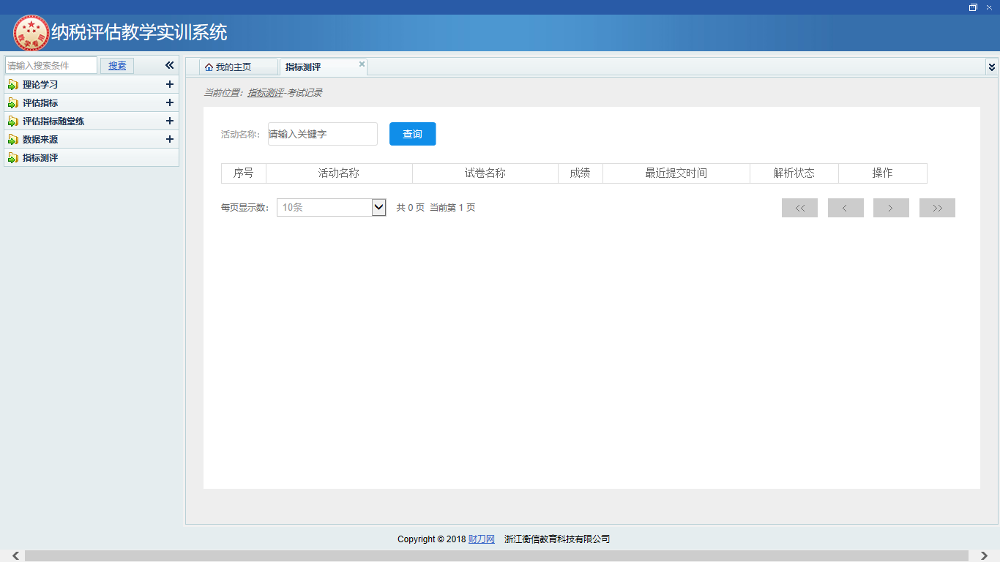 纳税评估教学实训系统
请输入搜索条件 搜素
我的主页 指标测评
理论学习
评估指标
评估指标随堂练
数据来源
指标测评
当前位置：指标测评-考试记录
活动名称： 请输入关键字 查询
序号 活动名称 试卷名称 成绩 最近提交时间 解析状态 操作
每页显示数： 10条 共 0 页 当前第 1 页 << < > >>
Copyright © 2018 财刀网 浙江衡信教育科技有限公司